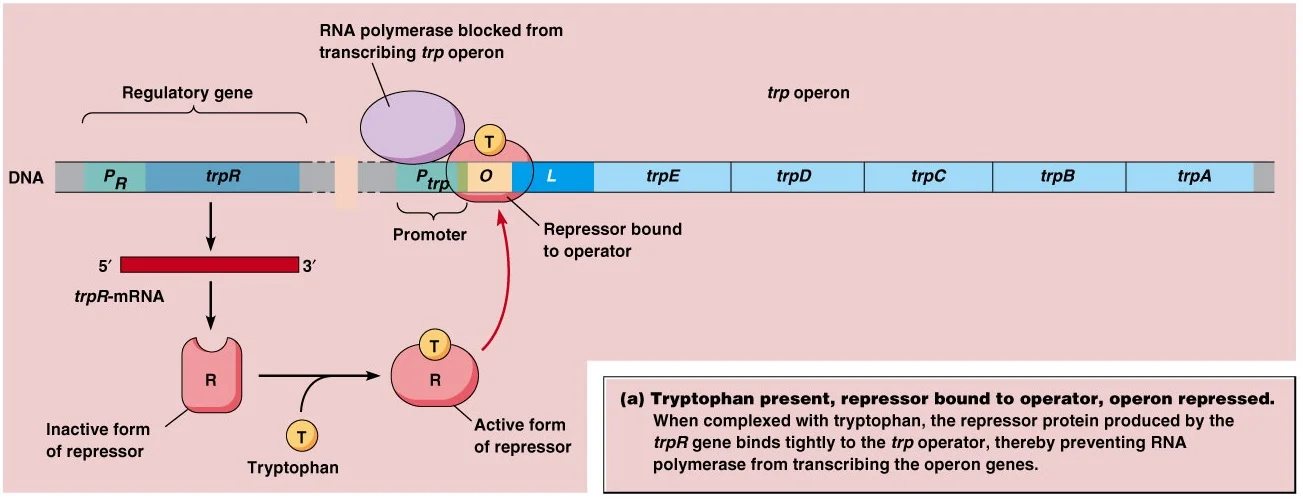 RNA polymerase blocked from
transcribing trp operon
Regulatory gene
trp operon
T
DNA
PR
trpR
Ptrp
O
L
trpE
trpD
trpC
trpB
trpA
Promoter
Repressor bound
to operator
5′
3′
trpR-mRNA
T
R
R
Inactive form
of repressor
T
Tryptophan
Active form
of repressor
(a) Tryptophan present, repressor bound to operator, operon repressed.
When complexed with tryptophan, the repressor protein produced by the
trpR gene binds tightly to the trp operator, thereby preventing RNA
polymerase from transcribing the operon genes.